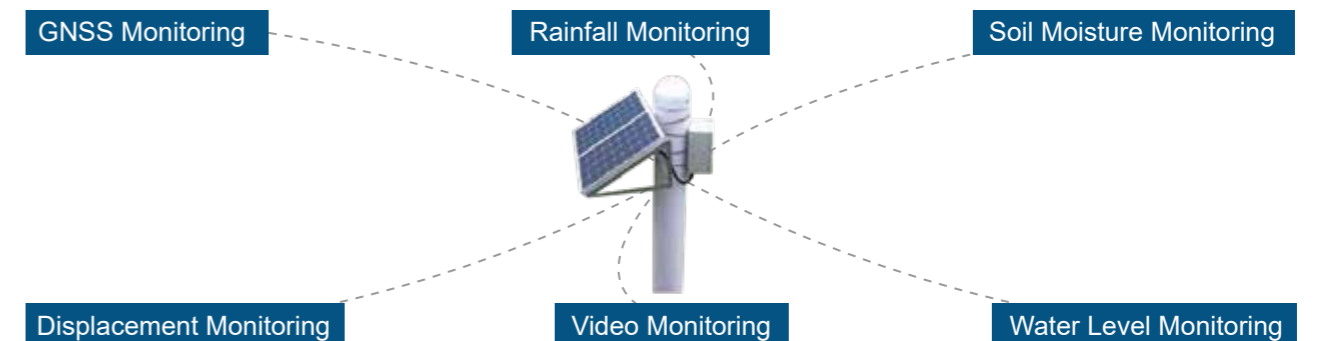 GNSS Monitoring
Rainfall Monitoring
Soil Moisture Monitoring
Displacement Monitoring
Video Monitoring
Water Level Monitoring